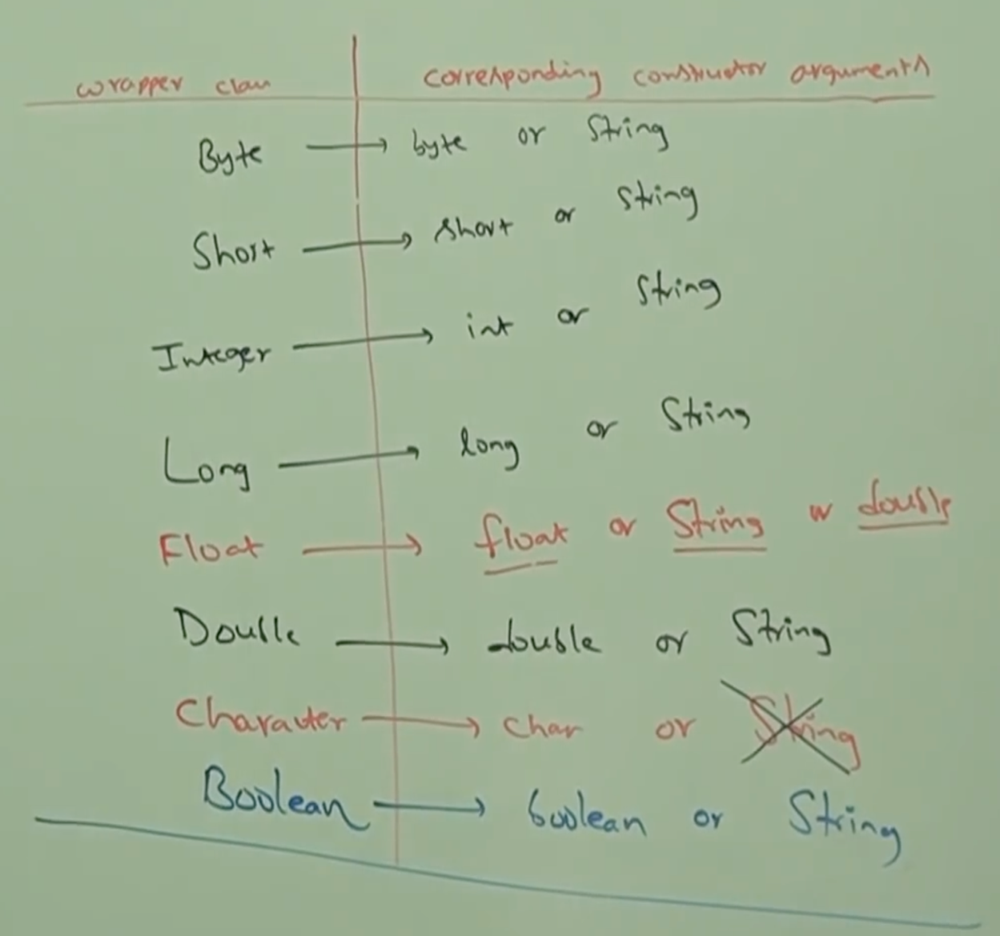 wrapper class corresponding constructor arguments
Byte → byte or String
Short → short or String
Integer → int or String
Long → long or String
Float → float or String or double
Double → double or String
Character → char or String
Boolean → boolean or String